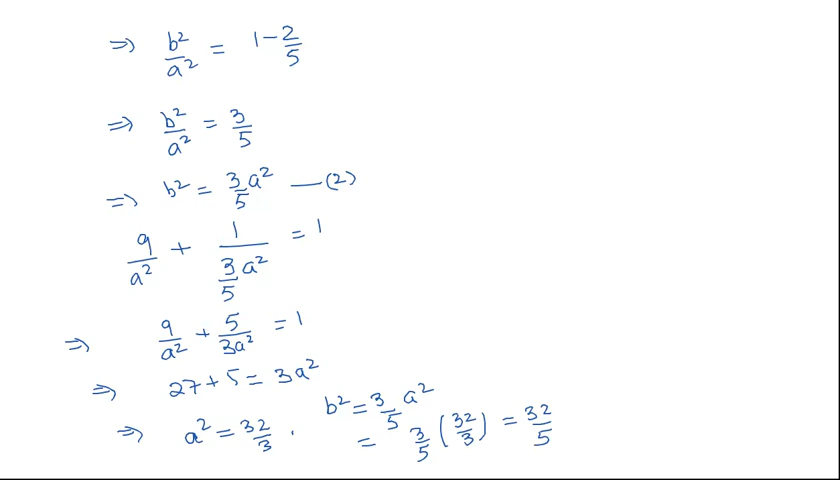 ⇒ b²/a² = 1 - 2/5
⇒ b²/a² = 3/5
⇒ b² = 3/5 a² —(2)
9/a² + 1/(3/5 a²) = 1
⇒ 9/a² + 5/3a² = 1
⇒ 27 + 5 = 3a²
⇒ a² = 32/3 . b² = 3/5 a²
= 3/5 (32/3) = 32/5